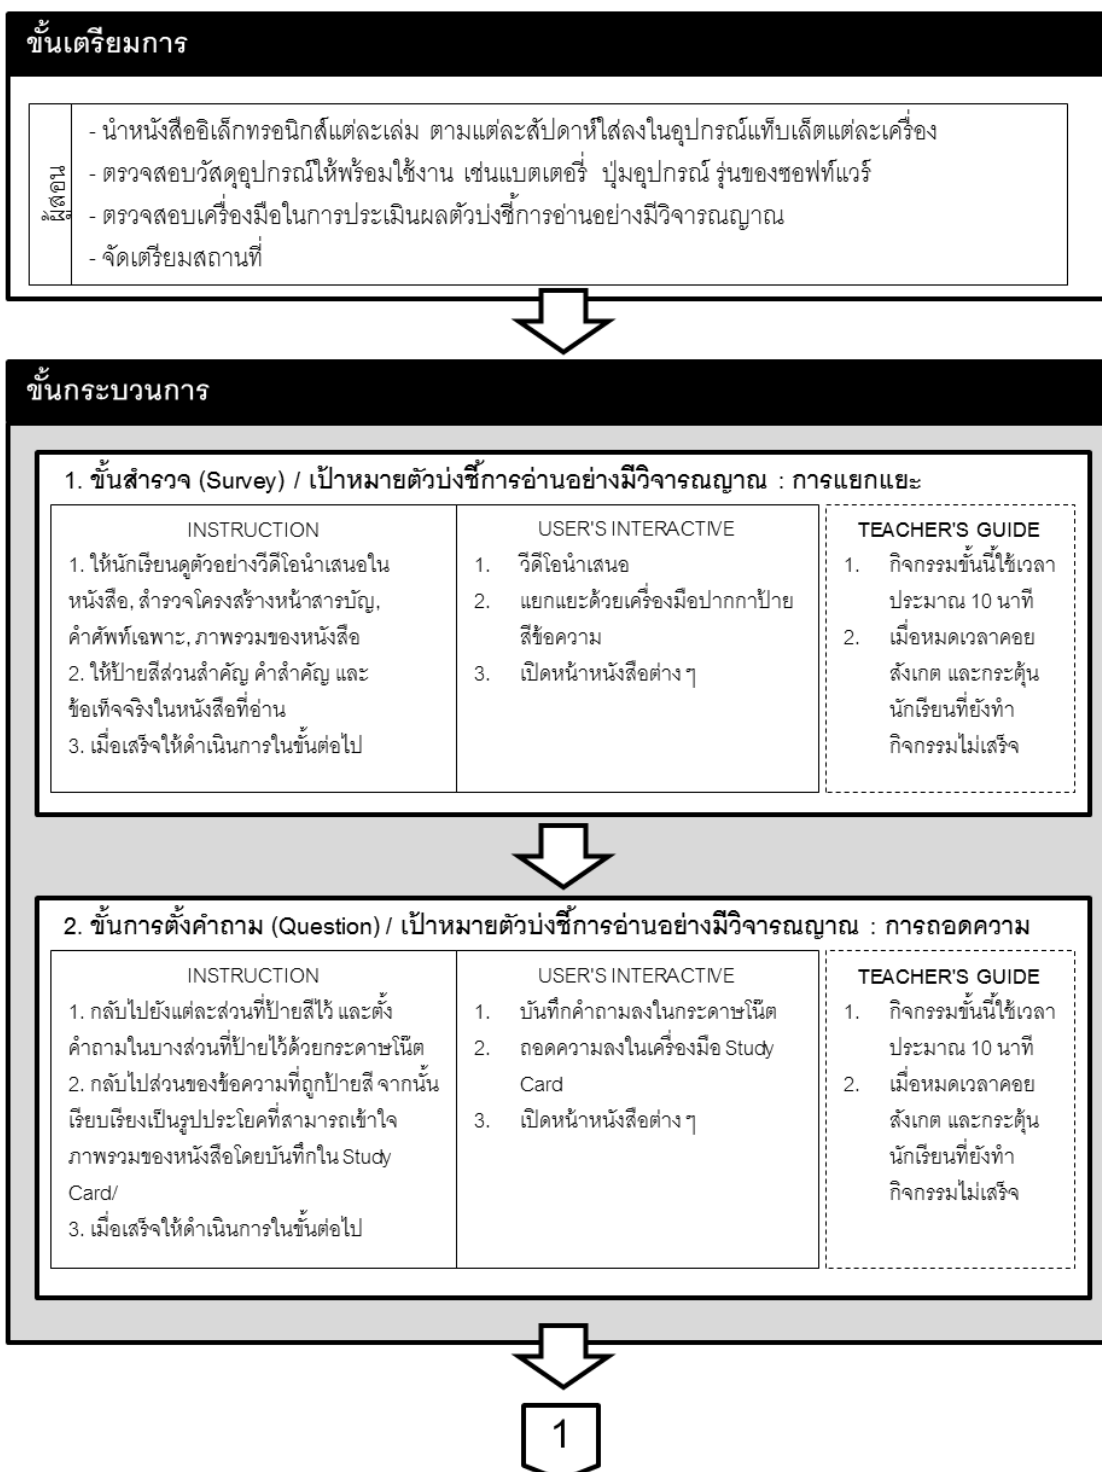 ขั้นเตรียมการ
ผู้สอน
- นำหนังสืออิเล็กทรอนิกส์แต่ละเล่ม ตามแต่ละสัปดาห์ใส่ลงในอุปกรณ์แท็บเล็ตแต่ละเครื่อง
- ตรวจสอบวัสดุอุปกรณ์ให้พร้อมใช้งาน เช่นแบตเตอรี่ ปุ่มอุปกรณ์ รุ่นของซอฟท์แวร์
- ตรวจสอบเครื่องมือในการประเมินผลตัวบ่งชี้การอ่านอย่างมีวิจารณญาณ
- จัดเตรียมสถานที่
ขั้นกระบวนการ
1. ขั้นสำรวจ (Survey) / เป้าหมายตัวบ่งชี้การอ่านอย่างมีวิจารณญาณ : การแยกแยะ
INSTRUCTION
1. ให้นักเรียนดูตัวอย่างวีดีโอนำเสนอใน
หนังสือ, สำรวจโครงสร้างหน้าสารบัญ,
คำศัพท์เฉพาะ, ภาพรวมของหนังสือ
2. ให้ป้ายสีส่วนสำคัญ คำสำคัญ และ
ข้อเท็จจริงในหนังสือที่อ่าน
3. เมื่อเสร็จให้ดำเนินการในขั้นต่อไป
USER'S INTERACTIVE
1. วีดีโอนำเสนอ
2. แยกแยะด้วยเครื่องมือปากกาป้าย
สีข้อความ
3. เปิดหน้าหนังสือต่าง ๆ
TEACHER'S GUIDE
1. กิจกรรมขั้นนี้ใช้เวลา
ประมาณ 10 นาที
2. เมื่อหมดเวลาคอย
สังเกต และกระตุ้น
นักเรียนที่ยังทำ
กิจกรรมไม่เสร็จ
2. ขั้นการตั้งคำถาม (Question) / เป้าหมายตัวบ่งชี้การอ่านอย่างมีวิจารณญาณ : การถอดความ
INSTRUCTION
1. กลับไปยังแต่ละส่วนที่ป้ายสีไว้ และตั้ง
คำถามในบางส่วนที่ป้ายไว้ด้วยกระดาษโน๊ต
2. กลับไปส่วนของข้อความที่ถูกป้ายสี จากนั้น
เรียบเรียงเป็นรูปประโยคที่สามารถเข้าใจ
ภาพรวมของหนังสือโดยบันทึกใน Study
Card/
3. เมื่อเสร็จให้ดำเนินการในขั้นต่อไป
USER'S INTERACTIVE
1. บันทึกคำถามลงในกระดาษโน๊ต
2. ถอดความลงในเครื่องมือ Study
Card
3. เปิดหน้าหนังสือต่าง ๆ
TEACHER'S GUIDE
1. กิจกรรมขั้นนี้ใช้เวลา
ประมาณ 10 นาที
2. เมื่อหมดเวลาคอย
สังเกต และกระตุ้น
นักเรียนที่ยังทำ
กิจกรรมไม่เสร็จ
1